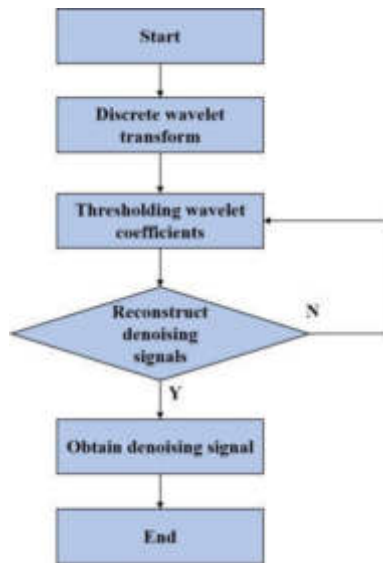 Start
Discrete wavelet
transform
Thresholding wavelet
coefficients
Reconstruct
denoising
signals
N
Y
Obtain denoising signal
End